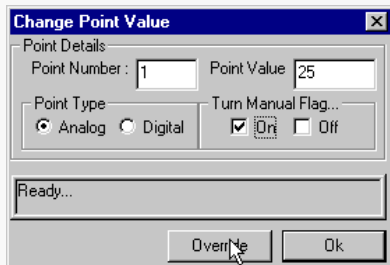 Change Point Value
Point Details
Point Number : 1 Point Value 25
Point Type Turn Manual Flag...
Analog Digital On Off
Ready...
Override Ok